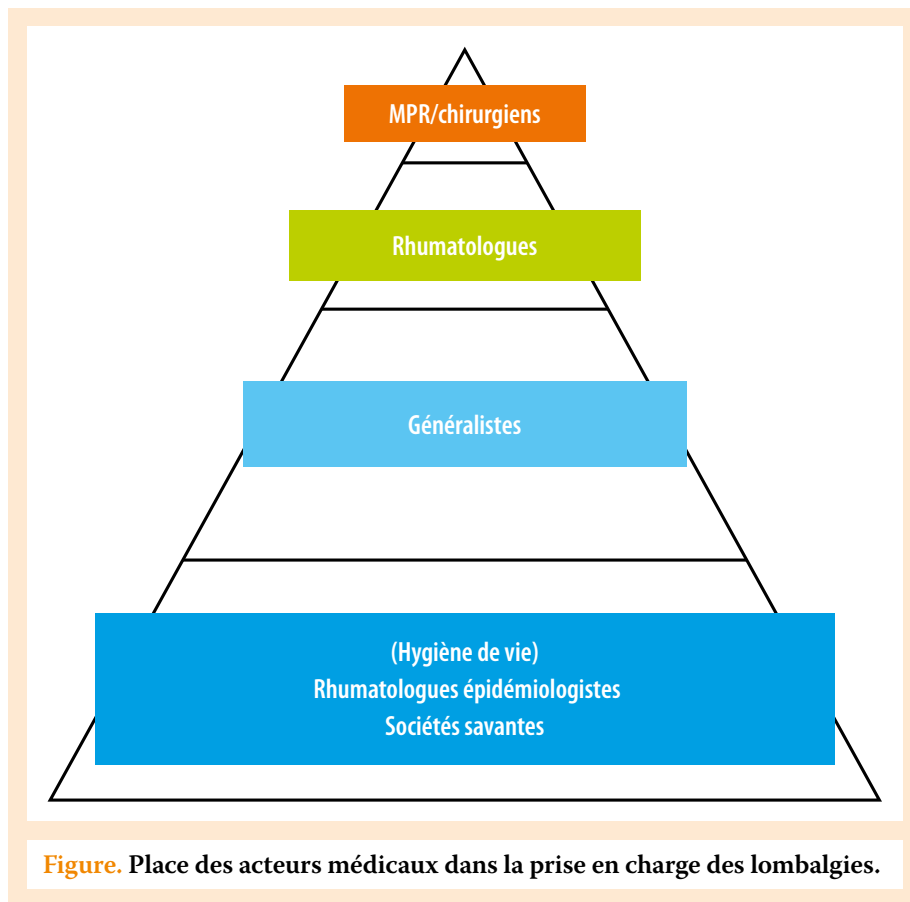 MPR/chirurgiens
Rhumatologues
Généralistes
(Hygiène de vie)
Rhumatologues épidémiologistes
Sociétés savantes
Figure. Place des acteurs médicaux dans la prise en charge des lombalgies.